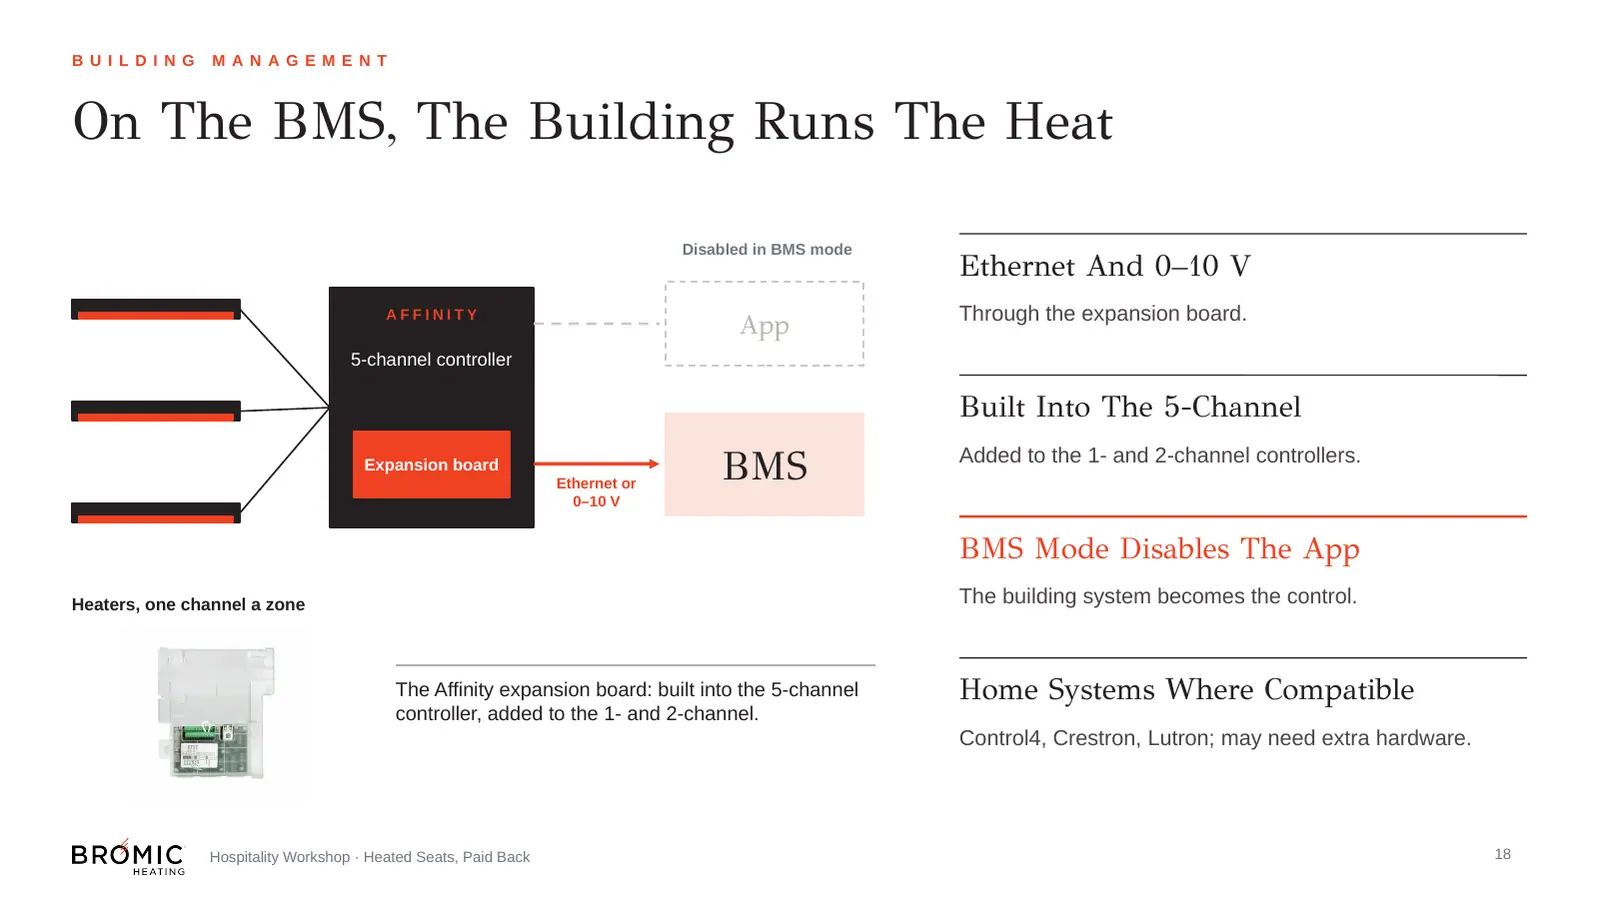 BUILDING MANAGEMENT
On The BMS, The Building Runs The Heat
Disabled in BMS mode
AFFINITY
5-channel controller
App
Expansion board
Ethernet or
0–10 V
BMS
Heaters, one channel a zone
The Affinity expansion board: built into the 5-channel
controller, added to the 1- and 2-channel.
Ethernet And 0–10 V
Through the expansion board.
Built Into The 5-Channel
Added to the 1- and 2-channel controllers.
BMS Mode Disables The App
The building system becomes the control.
Home Systems Where Compatible
Control4, Crestron, Lutron; may need extra hardware.
BROMIC
HEATING
Hospitality Workshop · Heated Seats, Paid Back
18